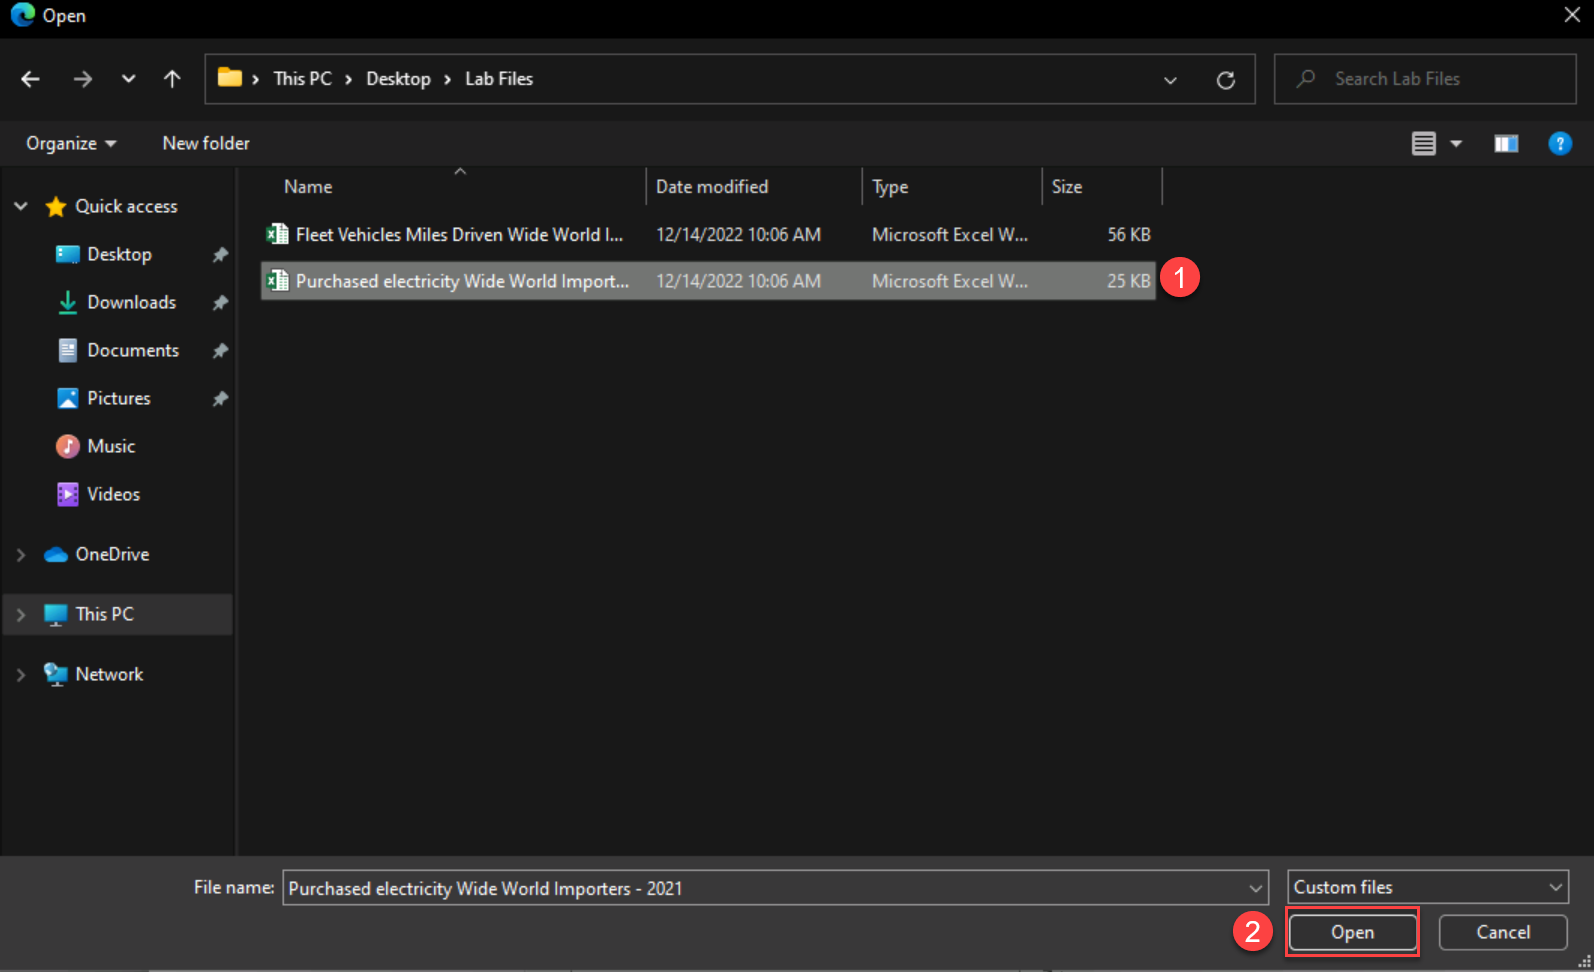 Open
This PC > Desktop > Lab Files
Search Lab Files
Organize
New folder
?
Name
Date modified
Type
Size
Quick access
Desktop
Downloads
Documents
Pictures
Music
Videos
OneDrive
This PC
Network
Fleet Vehicles Miles Driven Wide World I... 12/14/2022 10:06 AM Microsoft Excel W... 56 KB
Purchased electricity Wide World Import... 12/14/2022 10:06 AM Microsoft Excel W... 25 KB
1
File name: Purchased electricity Wide World Importers - 2021
Custom files
2
Open
Cancel